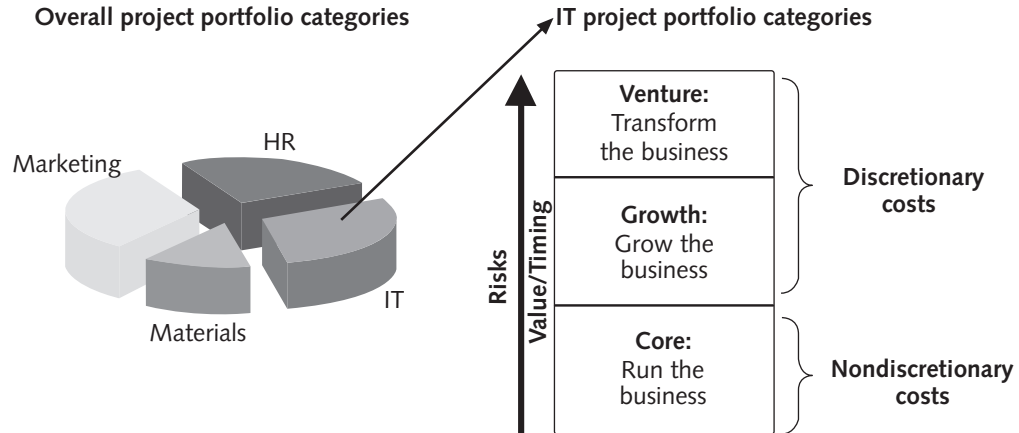 Overall project portfolio categories
IT project portfolio categories
Marketing
HR
Materials
IT
Risks
Value/Timing
Venture:
Transform
the business
Growth:
Grow the
business
Core:
Run the
business
Discretionary
costs
Nondiscretionary
costs